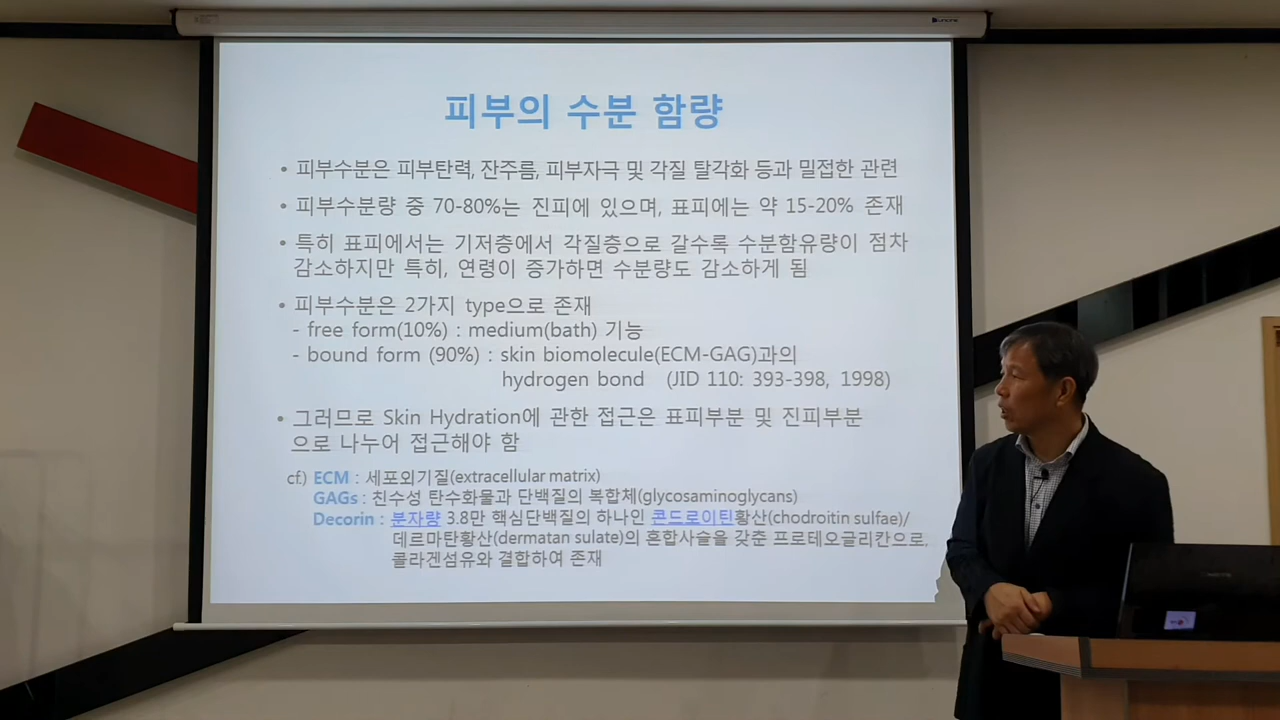 피부의 수분 함량
• 피부수분은 피부탄력, 잔주름, 피부자극 및 각질 탈각화 등과 밀접한 관련
• 피부수분량 중 70-80%는 진피에 있으며, 표피에는 약 15-20% 존재
• 특히 표피에서는 기저층에서 각질층으로 갈수록 수분함유량이 점차
감소하지만 특히, 연령이 증가하면 수분량도 감소하게 됨
• 피부수분은 2가지 type으로 존재
- free form(10%) : medium(bath) 기능
- bound form (90%) : skin biomolecule(ECM-GAG)과의
hydrogen bond (JID 110: 393-398, 1998)
• 그러므로 Skin Hydration에 관한 접근은 표피부분 및 진피부분
으로 나누어 접근해야 함
cf.) ECM : 세포외기질(extracellular matrix)
GAGs : 친수성 탄수화물과 단백질의 복합체(glycosaminoglycans)
Decorin : 분자량 3.8만 핵심단백질의 하나인 콘드로이틴황산(chodroitin sulfae)/
데르마탄황산(dermatan sulate)의 혼합사슬을 갖춘 프로테오글리칸으로,
콜라겐섬유와 결합하여 존재